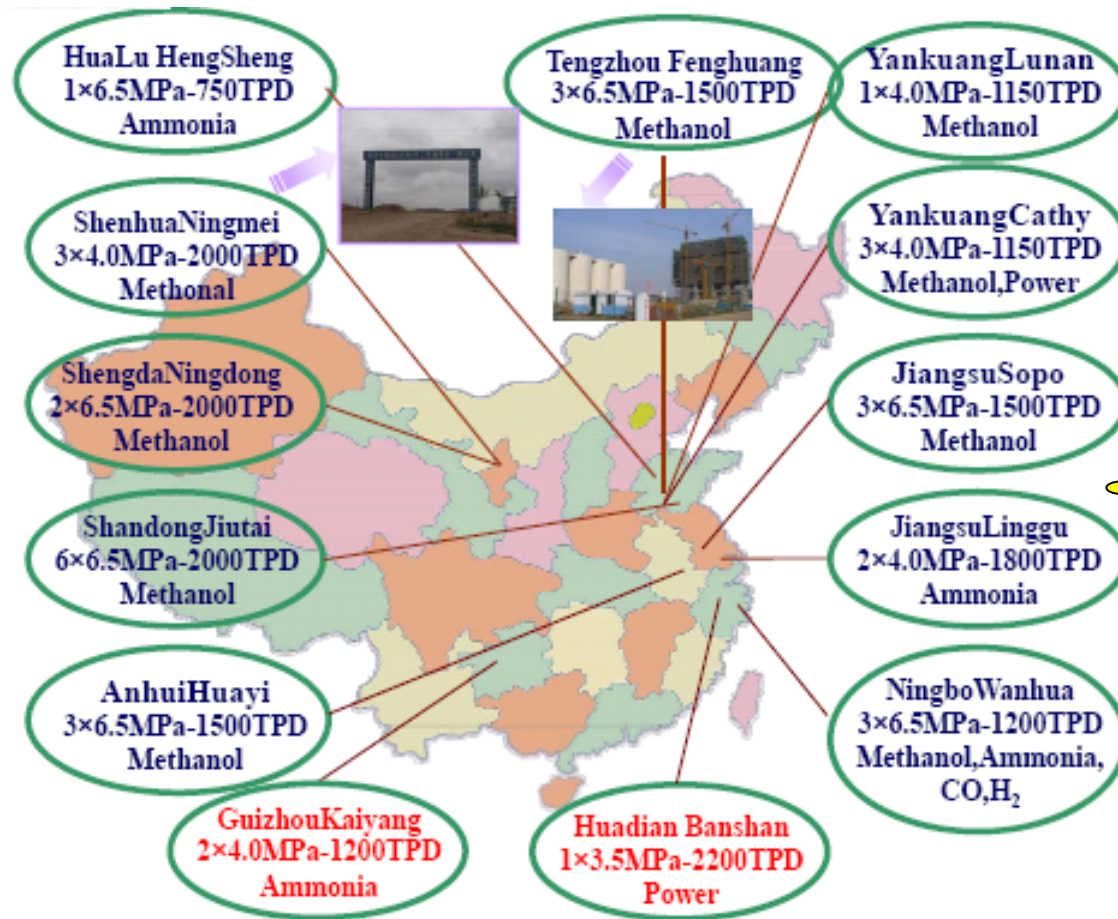 HuaLu HengSheng
1×6.5MPa-750TPD
Ammonia
Tengzhou Fenghuang
3×6.5MPa-1500TPD
Methanol
YankuangLunan
1×4.0MPa-1150TPD
Methanol
ShenhuaNingmei
3×4.0MPa-2000TPD
Methonal
YankuangCathy
3×4.0MPa-1150TPD
Methanol,Power
ShengdaNingdong
2×6.5MPa-2000TPD
Methanol
JiangsuSopo
3×6.5MPa-1500TPD
Methanol
ShandongJiutai
6×6.5MPa-2000TPD
Methanol
JiangsuLinggu
2×4.0MPa-1800TPD
Ammonia
AnhuiHuayi
3×6.5MPa-1500TPD
Methanol
NingboWanhua
3×6.5MPa-1200TPD
Methanol,Ammonia,
CO,H₂
GuizhouKaiyang
2×4.0MPa-1200TPD
Ammonia
Huadian Banshan
1×3.5MPa-2200TPD
Power